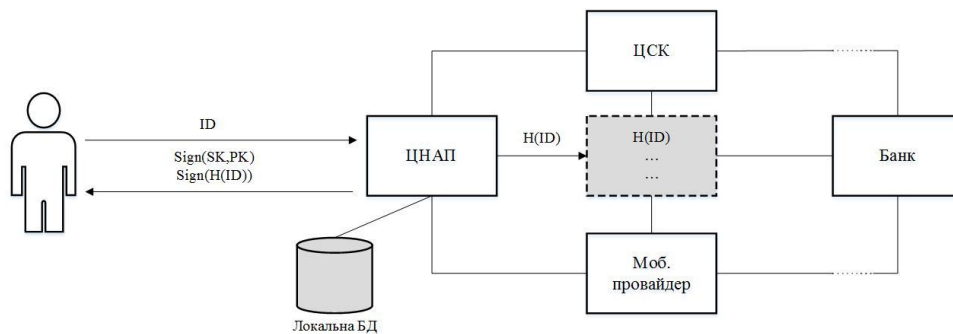 ЦСК
ID
Sign(SK,PK)
Sign(H(ID))
ЦНАП
H(ID)
H(ID)
...
...
Банк
Моб.
провайдер
Локальна БД